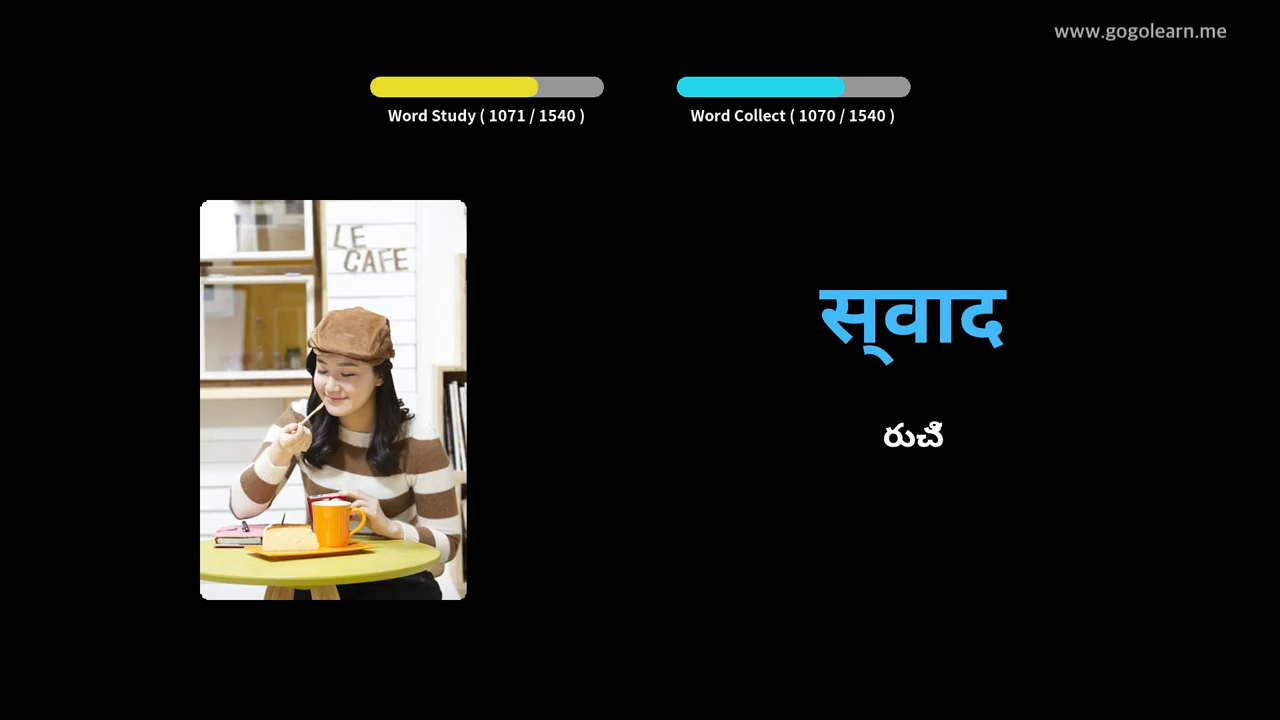 www.gogolearn.me
Word Study ( 1071 / 1540 )
Word Collect ( 1070 / 1540 )
LE
CAFE
स्‌वाद
రుచి